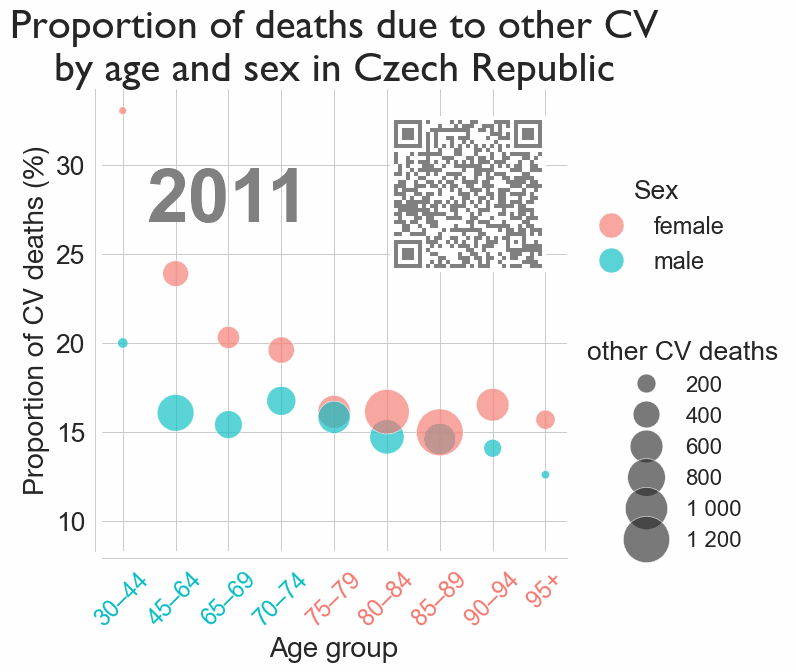 Proportion of deaths due to other CV
by age and sex in Czech Republic
2011
Proportion of CV deaths (%)
30
25
20
15
10
30–44
45–64
65–69
70–74
75–79
80–84
85–89
90–94
95+
Age group
Sex
female
male
other CV deaths
200
400
600
800
1 000
1 200